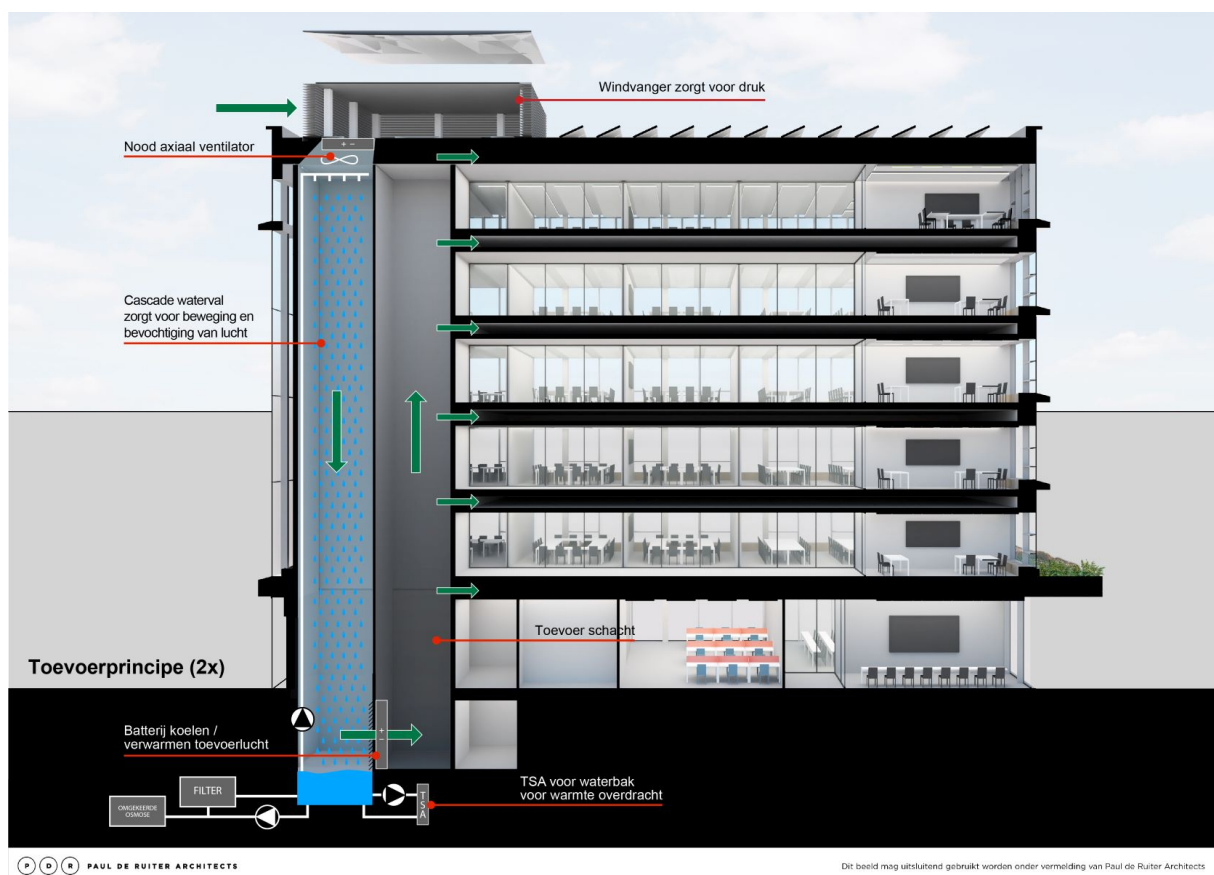 Windvanger zorgt voor druk
Nood axiaal ventilator
+ -
Cascade waterval
zorgt voor beweging en
bevochtiging van lucht
Toevoer schacht
Toevoerprincipe (2x)
Batterij koelen /
verwarmen toevoerlucht
+
-
TSA voor waterbak
voor warmte overdracht
FILTER
TSA
OMGEKEERDE
OSMOSE
P D R PAUL DE RUITER ARCHITECTS
Dit beeld mag uitsluitend gebruikt worden onder vermelding van Paul de Ruiter Architects